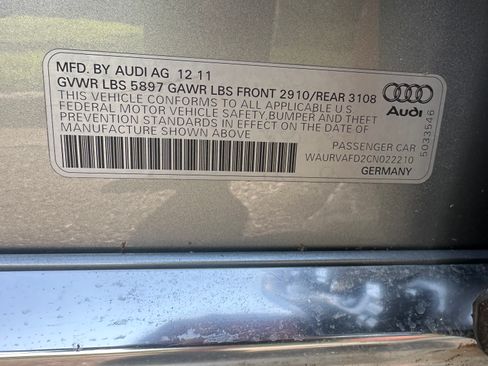 MFD. BY AUDI AG 12 11
GVWR LBS 5897 GAWR LBS FRONT 2910/REAR 3108
THIS VEHICLE CONFORMS TO ALL APPLICABLE U.S
FEDERAL MOTOR VEHICLE SAFETY,BUMPER AND THEFT
PREVENTION STANDARDS IN EFFECT ON THE DATE OF
MANUFACTURE SHOWN ABOVE
Audi
5033546
PASSENGER CAR
WAURVAFD2CN022210
GERMANY